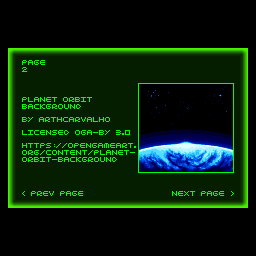 PAGE
2
PLANET ORBIT
BACKGROUND
BY ARTHCARVALHO
LICENSED OGA-BY 3.0
HTTPS://OPENGAMEART.
ORG/CONTENT/PLANET-
ORBIT-BACKGROUND
< PREV PAGE
NEXT PAGE >